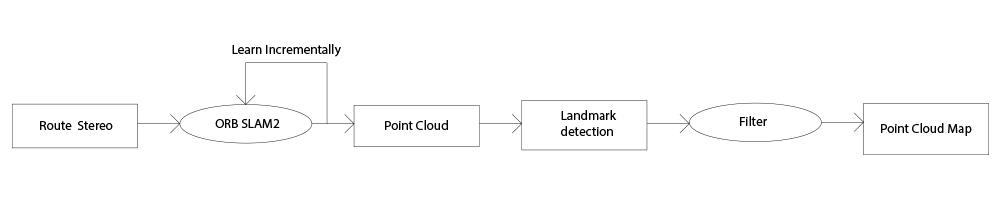 Learn Incrementally
Route Stereo
ORB SLAM2
Point Cloud
Landmark
detection
Filter
Point Cloud Map